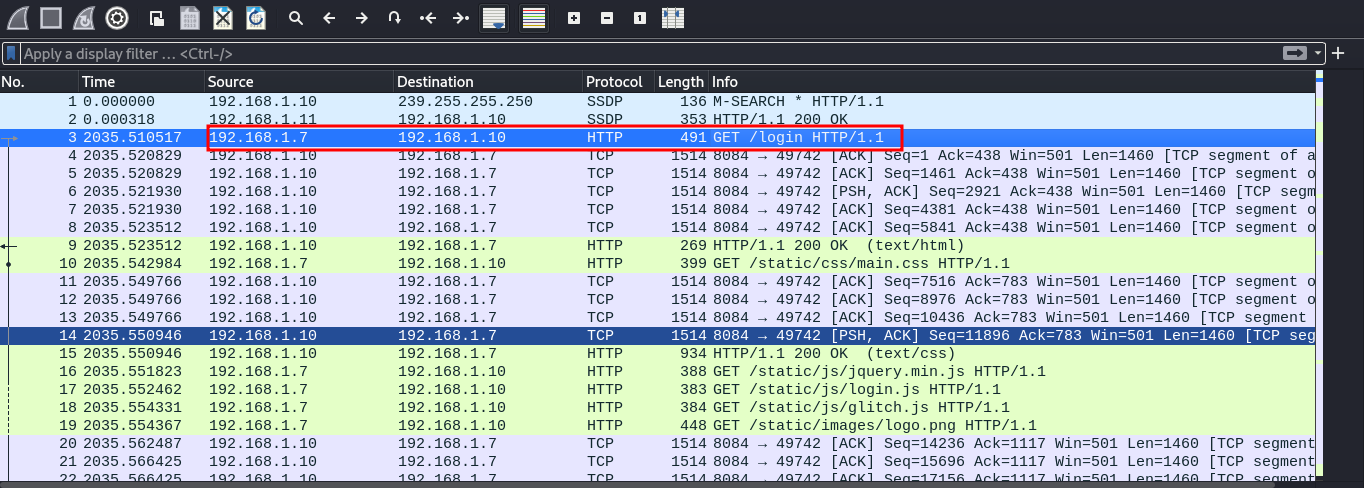 Apply a display filter ... <Ctrl-/>
No. Time Source Destination Protocol Length Info
1 0.000000 192.168.1.10 239.255.255.250 SSDP 136 M-SEARCH * HTTP/1.1
2 0.000318 192.168.1.11 192.168.1.10 SSDP 353 HTTP/1.1 200 OK
3 2035.510517 192.168.1.7 192.168.1.10 HTTP 491 GET /login HTTP/1.1
4 2035.520829 192.168.1.10 192.168.1.7 TCP 1514 8084 → 49742 [ACK] Seq=1 Ack=438 Win=501 Len=1460 [TCP segment of a
5 2035.520829 192.168.1.10 192.168.1.7 TCP 1514 8084 → 49742 [ACK] Seq=1461 Ack=438 Win=501 Len=1460 [TCP segment o
6 2035.521930 192.168.1.10 192.168.1.7 TCP 1514 8084 → 49742 [PSH, ACK] Seq=2921 Ack=438 Win=501 Len=1460 [TCP segm
7 2035.521930 192.168.1.10 192.168.1.7 TCP 1514 8084 → 49742 [ACK] Seq=4381 Ack=438 Win=501 Len=1460 [TCP segment o
8 2035.523512 192.168.1.10 192.168.1.7 TCP 1514 8084 → 49742 [ACK] Seq=5841 Ack=438 Win=501 Len=1460 [TCP segment o
9 2035.523512 192.168.1.10 192.168.1.7 HTTP 269 HTTP/1.1 200 OK (text/html)
10 2035.542984 192.168.1.7 192.168.1.10 HTTP 399 GET /static/css/main.css HTTP/1.1
11 2035.549766 192.168.1.10 192.168.1.7 TCP 1514 8084 → 49742 [ACK] Seq=7516 Ack=783 Win=501 Len=1460 [TCP segment o
12 2035.549766 192.168.1.10 192.168.1.7 TCP 1514 8084 → 49742 [ACK] Seq=8976 Ack=783 Win=501 Len=1460 [TCP segment o
13 2035.549766 192.168.1.10 192.168.1.7 TCP 1514 8084 → 49742 [ACK] Seq=10436 Ack=783 Win=501 Len=1460 [TCP segment
14 2035.550946 192.168.1.10 192.168.1.7 TCP 1514 8084 → 49742 [PSH, ACK] Seq=11896 Ack=783 Win=501 Len=1460 [TCP seg
15 2035.550946 192.168.1.10 192.168.1.7 HTTP 934 HTTP/1.1 200 OK (text/css)
16 2035.551823 192.168.1.7 192.168.1.10 HTTP 388 GET /static/js/jquery.min.js HTTP/1.1
17 2035.552462 192.168.1.7 192.168.1.10 HTTP 383 GET /static/js/login.js HTTP/1.1
18 2035.554331 192.168.1.7 192.168.1.10 HTTP 384 GET /static/js/glitch.js HTTP/1.1
19 2035.554367 192.168.1.7 192.168.1.10 HTTP 448 GET /static/images/logo.png HTTP/1.1
20 2035.562487 192.168.1.10 192.168.1.7 TCP 1514 8084 → 49742 [ACK] Seq=14236 Ack=1117 Win=501 Len=1460 [TCP segment
21 2035.566425 192.168.1.10 192.168.1.7 TCP 1514 8084 → 49742 [ACK] Seq=15696 Ack=1117 Win=501 Len=1460 [TCP segment
22 2035.566425 192.168.1.10 192.168.1.7 TCP 1514 8084 → 49742 [ACK] Seq=17156 Ack=1117 Win=501 Len=1460 [TCP segment